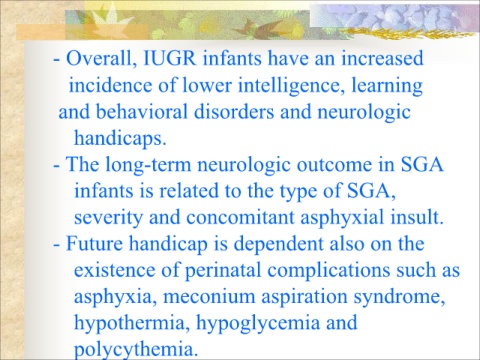 - Overall, IUGR infants have an increased
incidence of lower intelligence, learning
and behavioral disorders and neurologic
handicaps.
- The long-term neurologic outcome in SGA
infants is related to the type of SGA,
severity and concomitant asphyxial insult.
- Future handicap is dependent also on the
existence of perinatal complications such as
asphyxia, meconium aspiration syndrome,
hypothermia, hypoglycemia and
polycythemia.